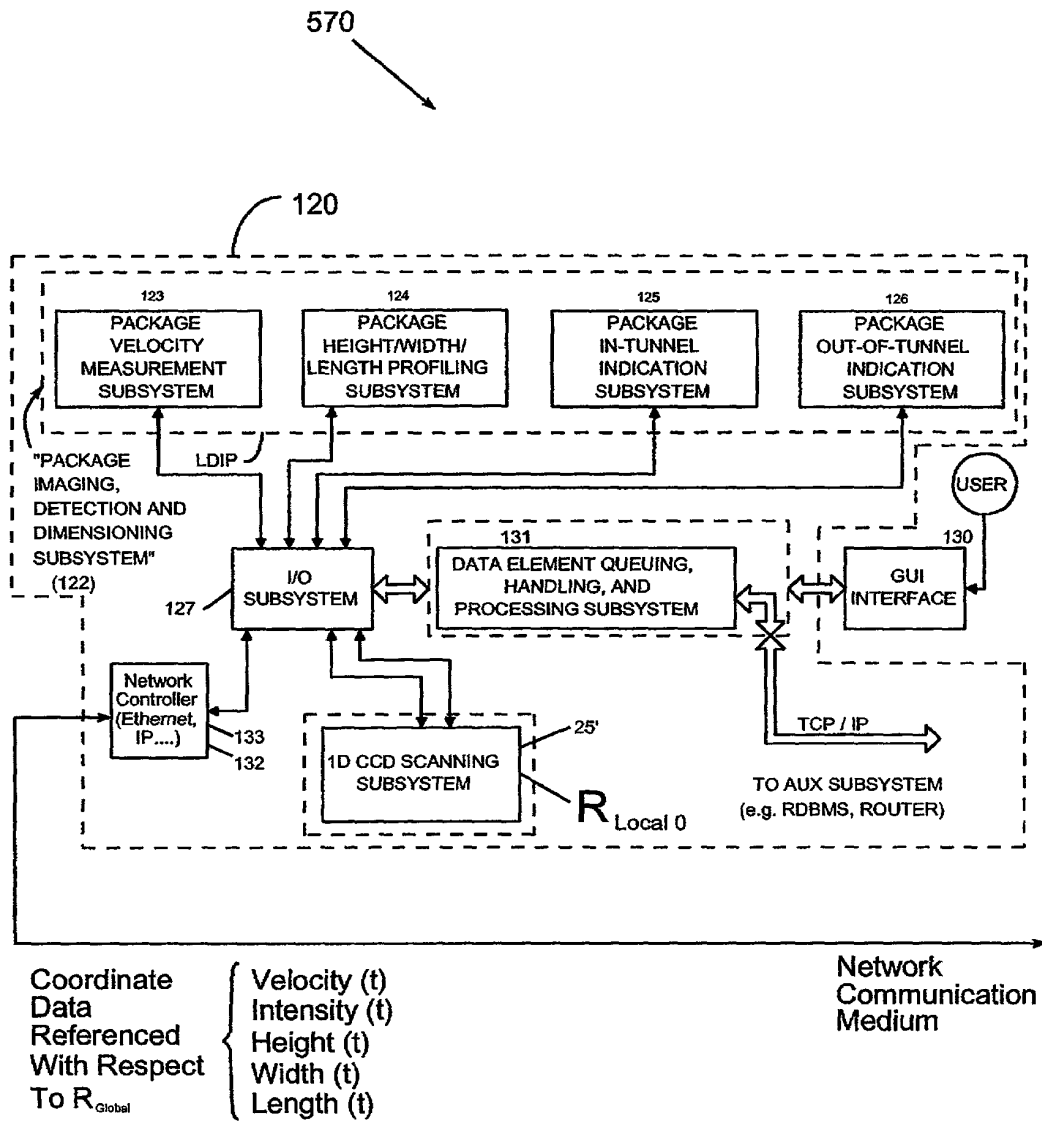 570
120
123
PACKAGE
VELOCITY
MEASUREMENT
SUBSYSTEM
124
PACKAGE
HEIGHT/WIDTH/
LENGTH PROFILING
SUBSYSTEM
125
PACKAGE
IN-TUNNEL
INDICATION
SUBSYSTEM
126
PACKAGE
OUT-OF-TUNNEL
INDICATION
SUBSYSTEM
"PACKAGE
IMAGING,
DETECTION AND
DIMENSIONING
SUBSYSTEM"
(122)
LDIP
USER
I/O
SUBSYSTEM
127
131
DATA ELEMENT QUEUING,
HANDLING, AND
PROCESSING SUBSYSTEM
130
GUI
INTERFACE
Network
Controller
(Ethernet,
IP....)
133
132
1D CCD SCANNING
SUBSYSTEM
25'
R Local 0
TCP / IP
TO AUX SUBSYSTEM
(e.g. RDBMS, ROUTER)
Coordinate
Data
Referenced
With Respect
To R Global
Velocity (t)
Intensity (t)
Height (t)
Width (t)
Length (t)
Network
Communication
Medium